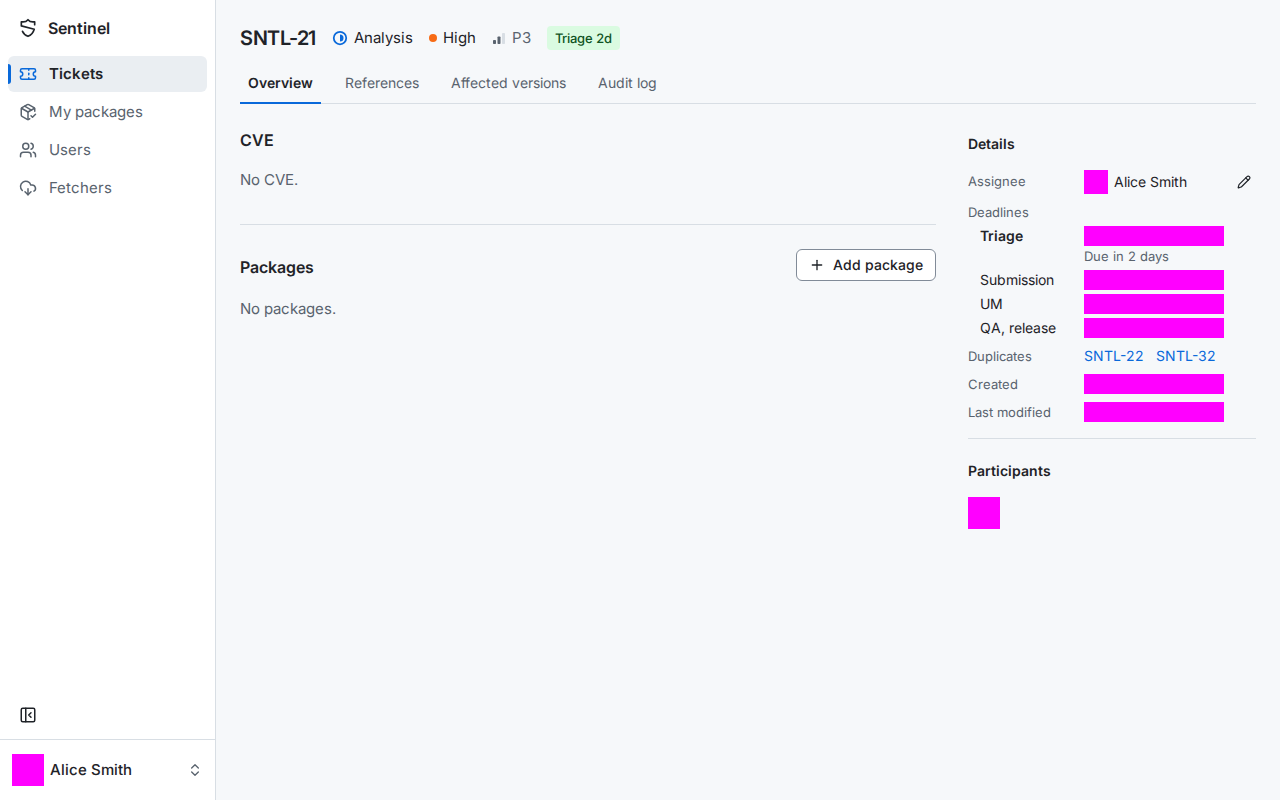 Sentinel
Tickets
My packages
Users
Fetchers
Alice Smith
SNTL-21 Analysis High P3 Triage 2d
Overview References Affected versions Audit log
CVE
No CVE.
Packages Add package
No packages.
Details
Assignee Alice Smith
Deadlines
Triage
Due in 2 days
Submission
UM
QA, release
Duplicates SNTL-22 SNTL-32
Created
Last modified
Participants